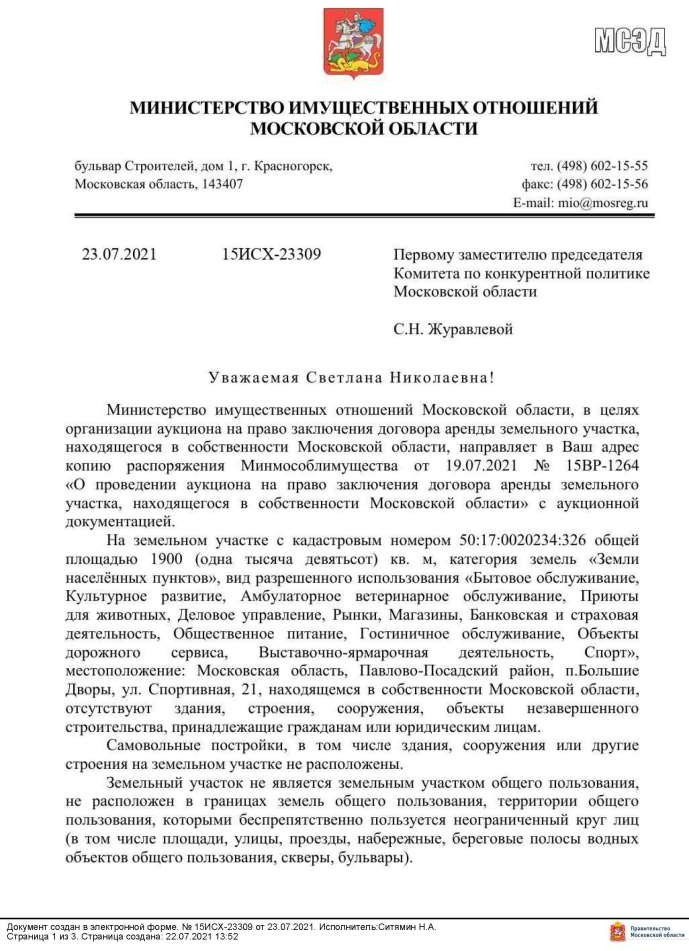 МСЭД
МИНИСТЕРСТВО ИМУЩЕСТВЕННЫХ ОТНОШЕНИЙ
МОСКОВСКОЙ ОБЛАСТИ
бульвар Строителей, дом 1, г. Красногорск,
Московская область, 143407
тел. (498) 602-15-55
факс: (498) 602-15-56
E-mail: mio@mosreg.ru
23.07.2021 15ИСХ-23309
Первому заместителю председателя
Комитета по конкурентной политике
Московской области
С.Н. Журавлевой
Уважаемая Светлана Николаевна!
Министерство имущественных отношений Московской области, в целях
организации аукциона на право заключения договора аренды земельного участка,
находящегося в собственности Московской области, направляет в Ваш адрес
копию распоряжения Минмособлимущества от 19.07.2021 № 15ВР-1264
«О проведении аукциона на право заключения договора аренды земельного
участка, находящегося в собственности Московской области» с аукционной
документацией.
На земельном участке с кадастровым номером 50:17:0020234:326 общей
площадью 1900 (одна тысяча девятьсот) кв. м, категория земель «Земли
населённых пунктов», вид разрешенного использования «Бытовое обслуживание,
Культурное развитие, Амбулаторное ветеринарное обслуживание, Приюты
для животных, Деловое управление, Рынки, Магазины, Банковская и страховая
деятельность, Общественное питание, Гостиничное обслуживание, Объекты
дорожного сервиса, Выставочно-ярмарочная деятельность, Спорт»,
местоположение: Московская область, Павлово-Посадский район, п.Большие
Дворы, ул. Спортивная, 21, находящемся в собственности Московской области,
отсутствуют здания, строения, сооружения, объекты незавершенного
строительства, принадлежащие гражданам или юридическим лицам.
Самовольные постройки, в том числе здания, сооружения или другие
строения на земельном участке не расположены.
Земельный участок не является земельным участком общего пользования,
не расположен в границах земель общего пользования, территории общего
пользования, которыми беспрепятственно пользуется неограниченный круг лиц
(в том числе площади, улицы, проезды, набережные, береговые полосы водных
объектов общего пользования, скверы, бульвары).
Документ создан в электронной форме. № 15ИСХ-23309 от 23.07.2021. Исполнитель:Ситямин Н.А.
Страница 1 из 3. Страница создана: 22.07.2021 13:52
Правительство
Московской области